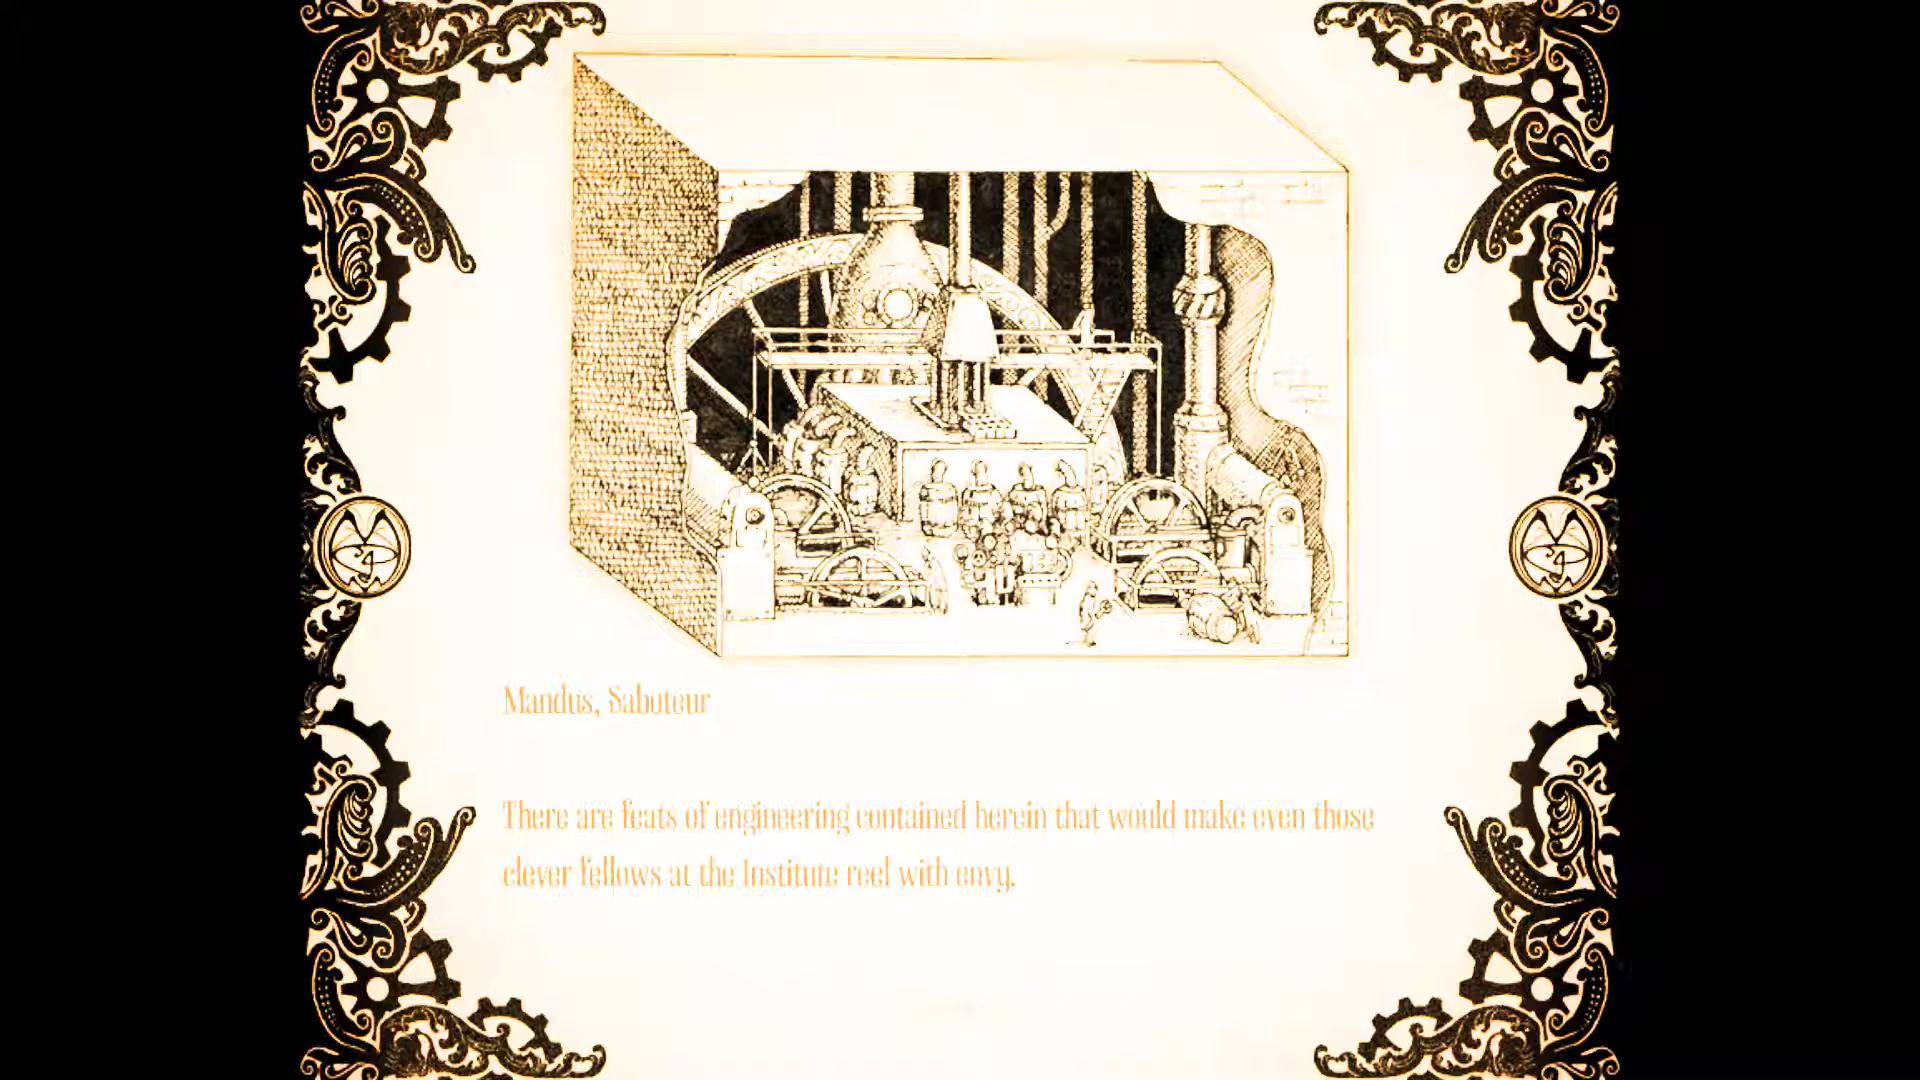 Mandus, Saboteur
There are feats of engineering contained herein that would make even those
clever fellows at the Institute reel with envy.